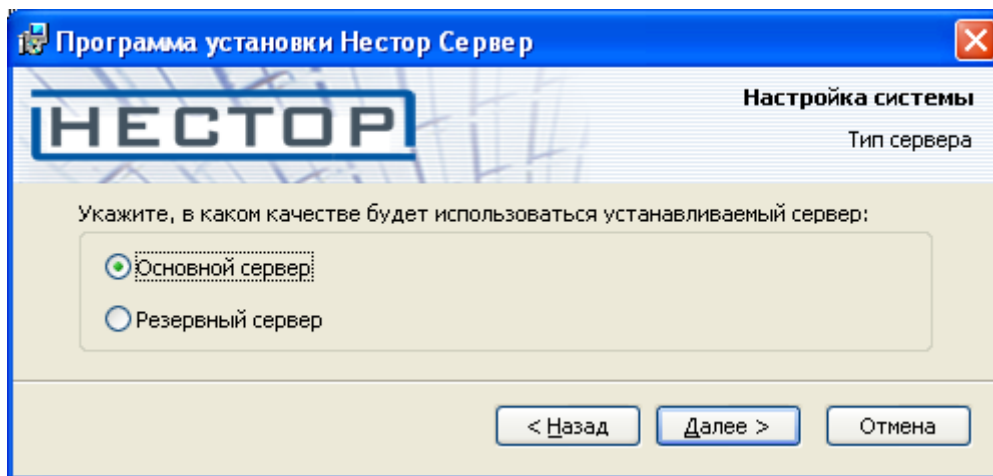 Программа установки Нестор Сервер
НЕСТОР
Настройка системы
Тип сервера
Укажите, в каком качестве будет использоваться устанавливаемый сервер:
Основной сервер
Резервный сервер
< Назад
Далее >
Отмена